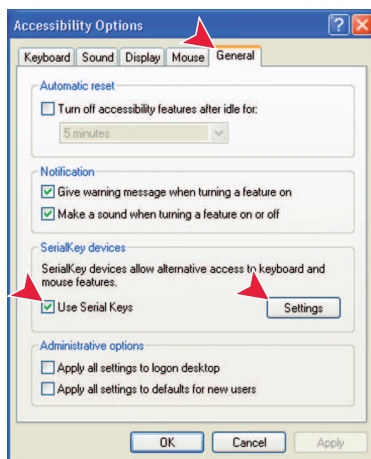 Accessibility Options
Keyboard Sound Display Mouse General
Automatic reset
Turn off accessibility features after idle for:
5 minutes
Notification
Give warning message when turning a feature on
Make a sound when turning a feature on or off
SerialKey devices
SerialKey devices allow alternative access to keyboard and
mouse features.
Use Serial Keys Settings
Administrative options
Apply all settings to logon desktop
Apply all settings to defaults for new users
OK Cancel Apply